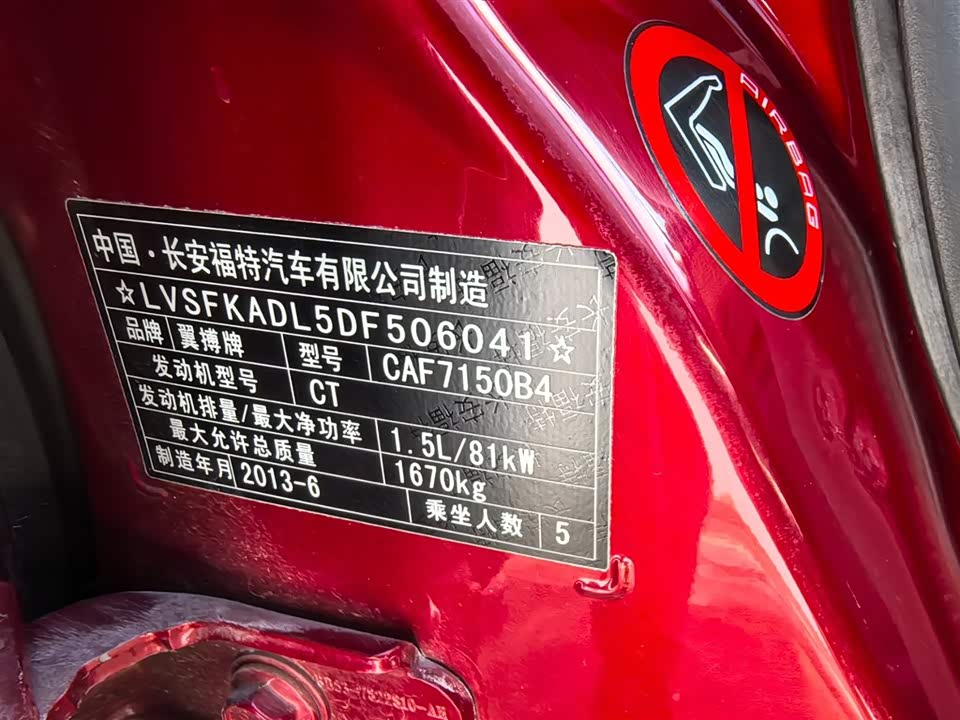 中国·长安福特汽车有限公司制造
☆LVSFKADL5DF506041☆
品牌 翼搏牌 型号 CAF7150B4
发动机型号 CT
发动机排量/最大净功率 1.5L/81kW
最大允许总质量 1670kg
制造年月 2013-6 乘坐人数 5
AIRBAG